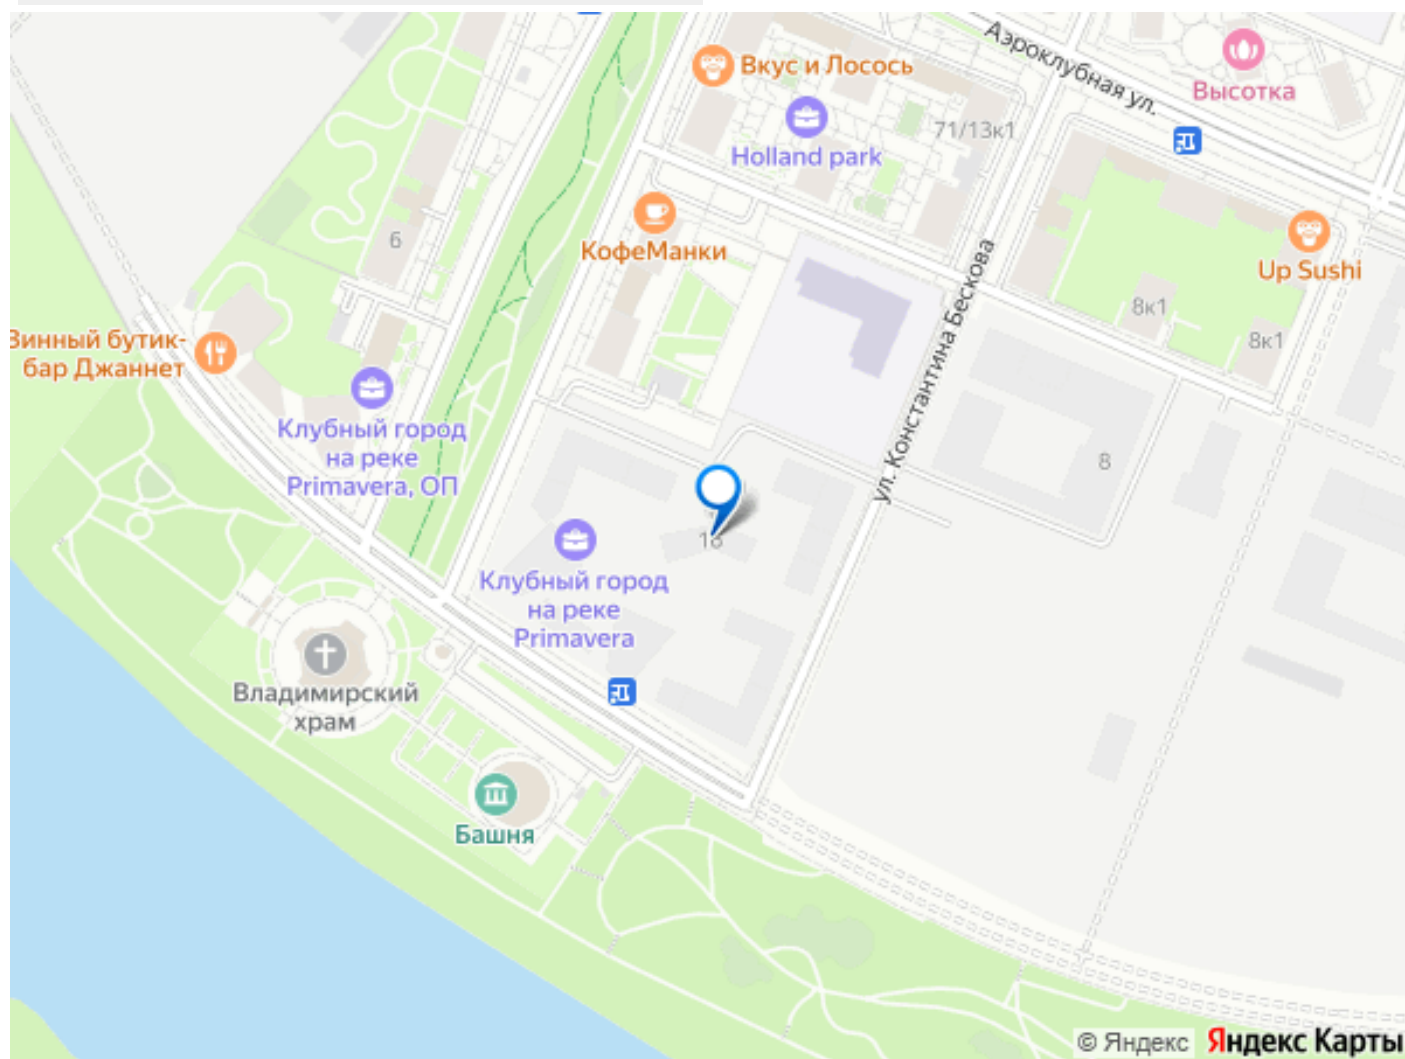 Аэроклубная ул.
Вкус и Лосось
Высотка
71/13к1
Holland park
6
КофеМанки
Up Sushi
8к1
8к1
Винный бутик-
бар Джаннет
ул. Константина Бескова
Клубный город
на реке
Primavera, ОП
8
Клубный город
на реке
Primavera
Владимирский
храм
Башня
© Яндекс Яндекс Карты